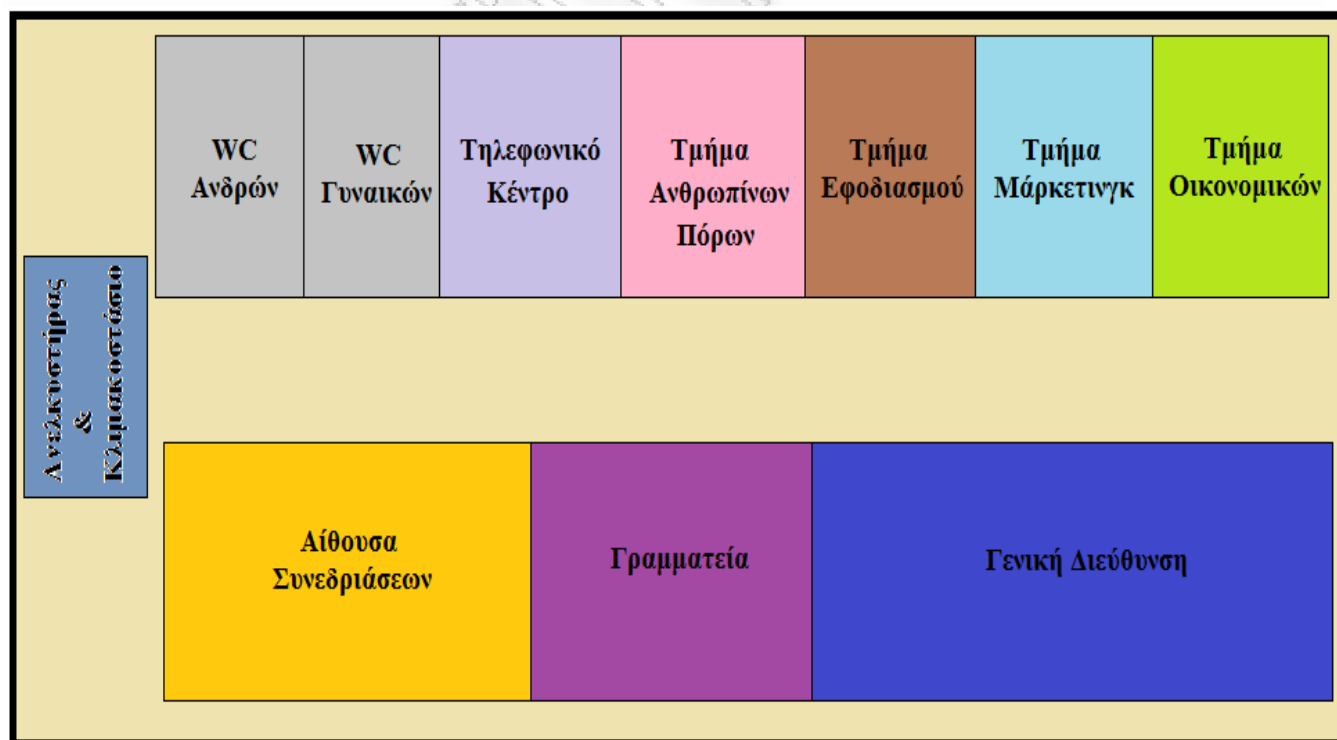 WC
Ανδρών
WC
Γυναικών
Τηλεφωνικό
Κέντρο
Τμήμα
Ανθρωπίνων
Πόρων
Τμήμα
Εφοδιασμού
Τμήμα
Μάρκετινγκ
Τμήμα
Οικονομικών
Ανελκυστήρας
&
Κλιμακοστάσιο
Αίθουσα
Συνεδριάσεων
Γραμματεία
Γενική Διεύθυνση